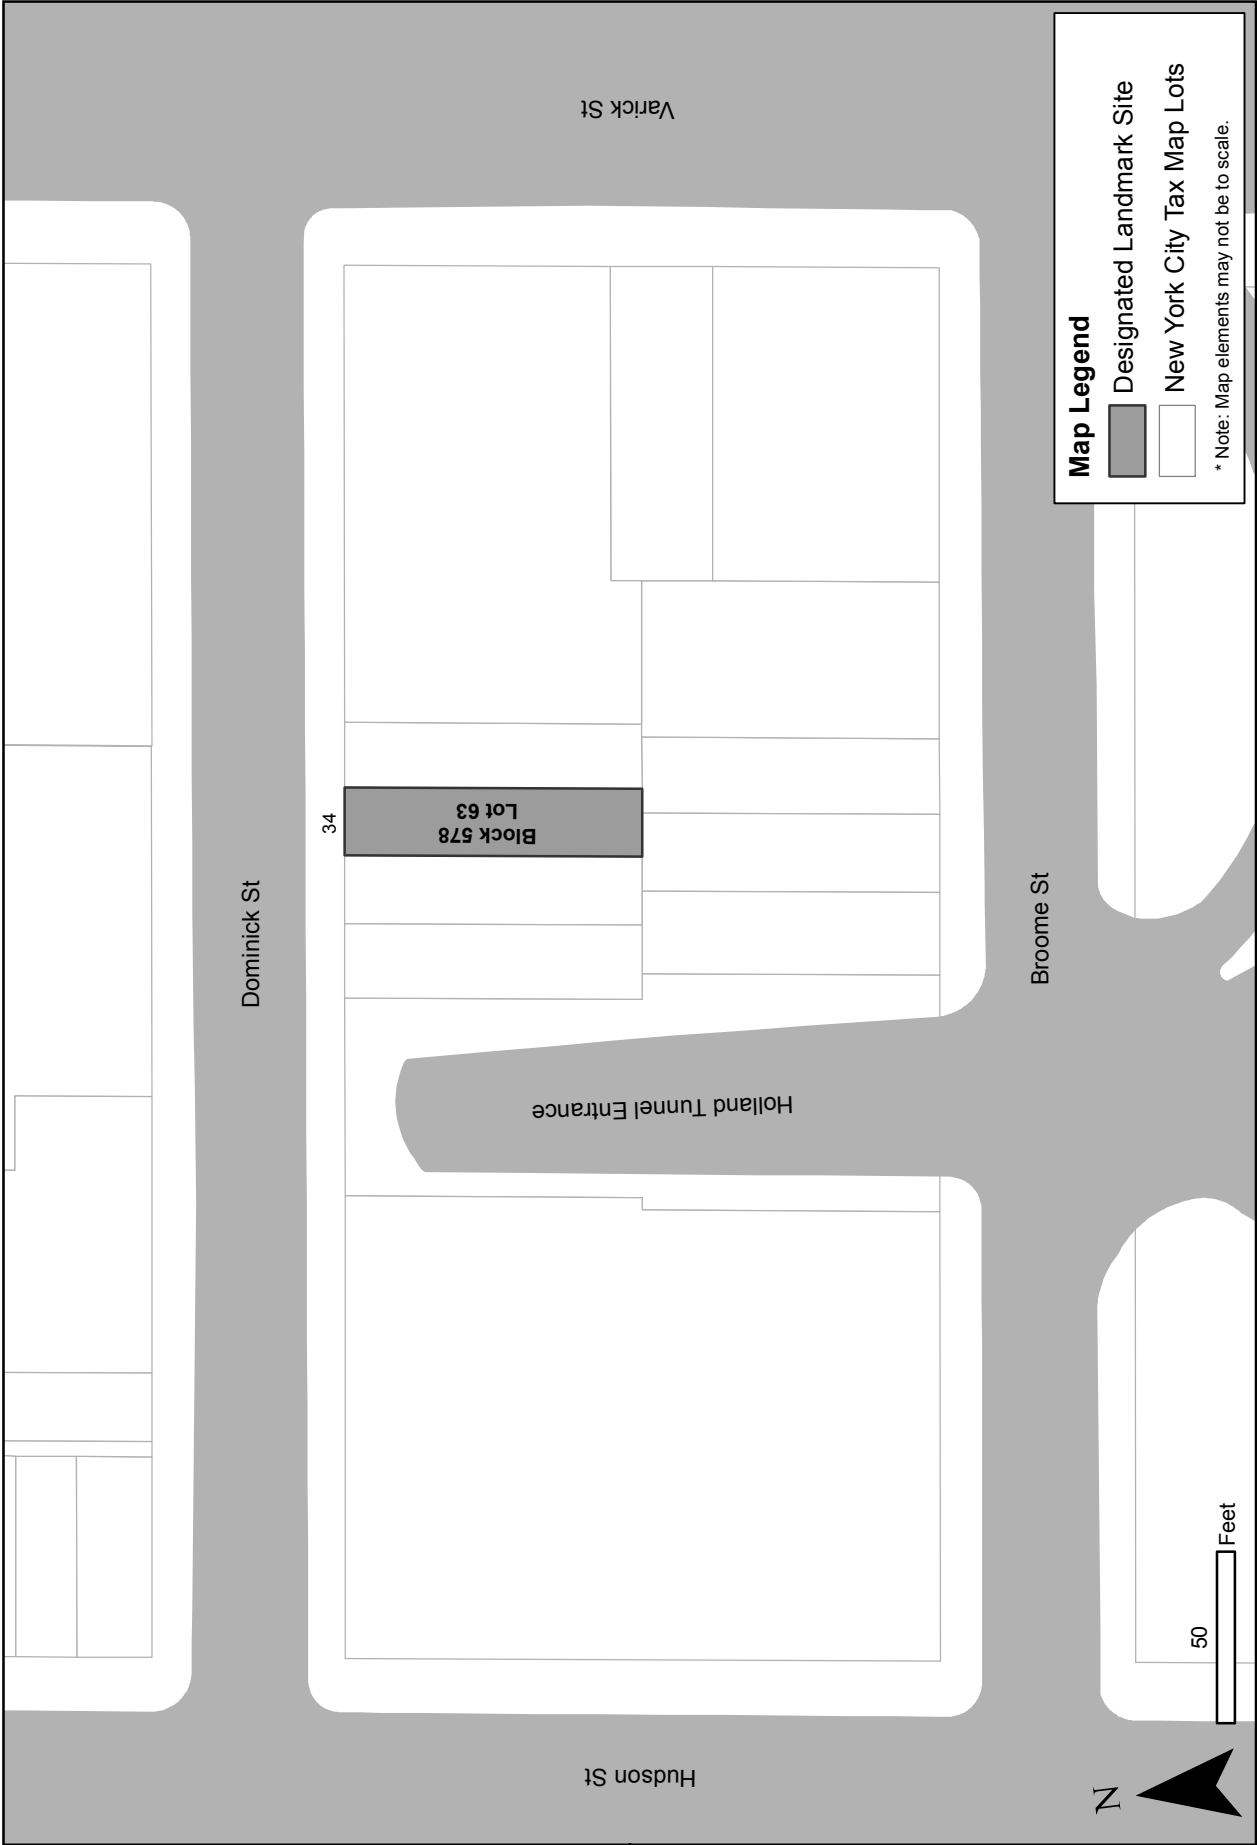 Dominick St
34
Block 578
Lot 63
Varick St
Hudson St
Holland Tunnel Entrance
Broome St
Map Legend
Designated Landmark Site
New York City Tax Map Lots
* Note: Map elements may not be to scale.
N
50
Feet